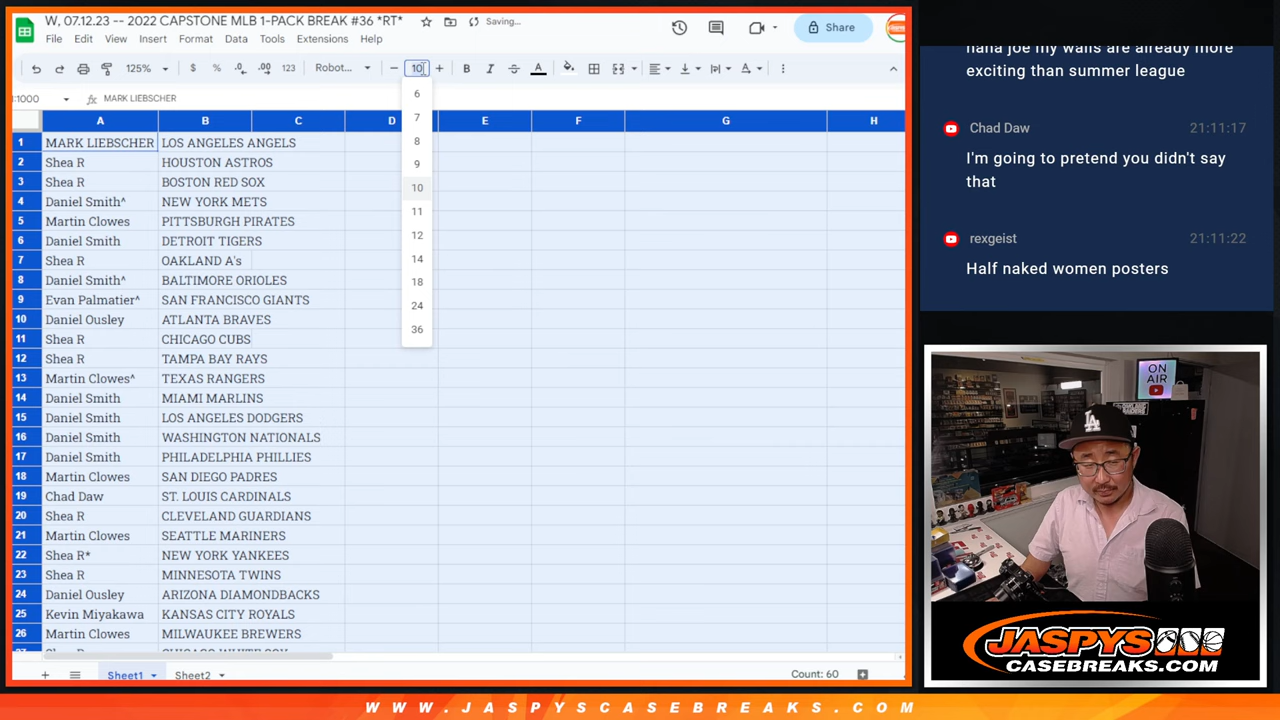 W, 07.12.23 -- 2022 CAPSTONE MLB 1-PACK BREAK #36 *RT*
Saving...
File Edit View Insert Format Data Tools Extensions Help
Share
125% $ % .0 .00 123 Robot... 10
:1000 fx MARK LIEBSCHER
A B C D E F G H
1 MARK LIEBSCHER LOS ANGELES ANGELS
2 Shea R HOUSTON ASTROS
3 Shea R BOSTON RED SOX
4 Daniel Smith^ NEW YORK METS
5 Martin Clowes PITTSBURGH PIRATES
6 Daniel Smith DETROIT TIGERS
7 Shea R OAKLAND A's
8 Daniel Smith^ BALTIMORE ORIOLES
9 Evan Palmatier^ SAN FRANCISCO GIANTS
10 Daniel Ousley ATLANTA BRAVES
11 Shea R CHICAGO CUBS
12 Shea R TAMPA BAY RAYS
13 Martin Clowes^ TEXAS RANGERS
14 Daniel Smith MIAMI MARLINS
15 Daniel Smith LOS ANGELES DODGERS
16 Daniel Smith WASHINGTON NATIONALS
17 Daniel Smith PHILADELPHIA PHILLIES
18 Martin Clowes SAN DIEGO PADRES
19 Chad Daw ST. LOUIS CARDINALS
20 Shea R CLEVELAND GUARDIANS
21 Martin Clowes SEATTLE MARINERS
22 Shea R* NEW YORK YANKEES
23 Shea R MINNESOTA TWINS
24 Daniel Ousley ARIZONA DIAMONDBACKS
25 Kevin Miyakawa KANSAS CITY ROYALS
26 Martin Clowes MILWAUKEE BREWERS
6
7
8
9
10
11
12
14
18
24
36
Sheet1 Sheet2 Count: 60
haha joe my walls are already more
exciting than summer league
Chad Daw 21:11:17
I'm going to pretend you didn't say
that
rexgeist 21:11:22
Half naked women posters
ON
AIR
LA
JASPYS
CASEBREAKS.COM
WWW.JASPYSCASEBREAKS.COM